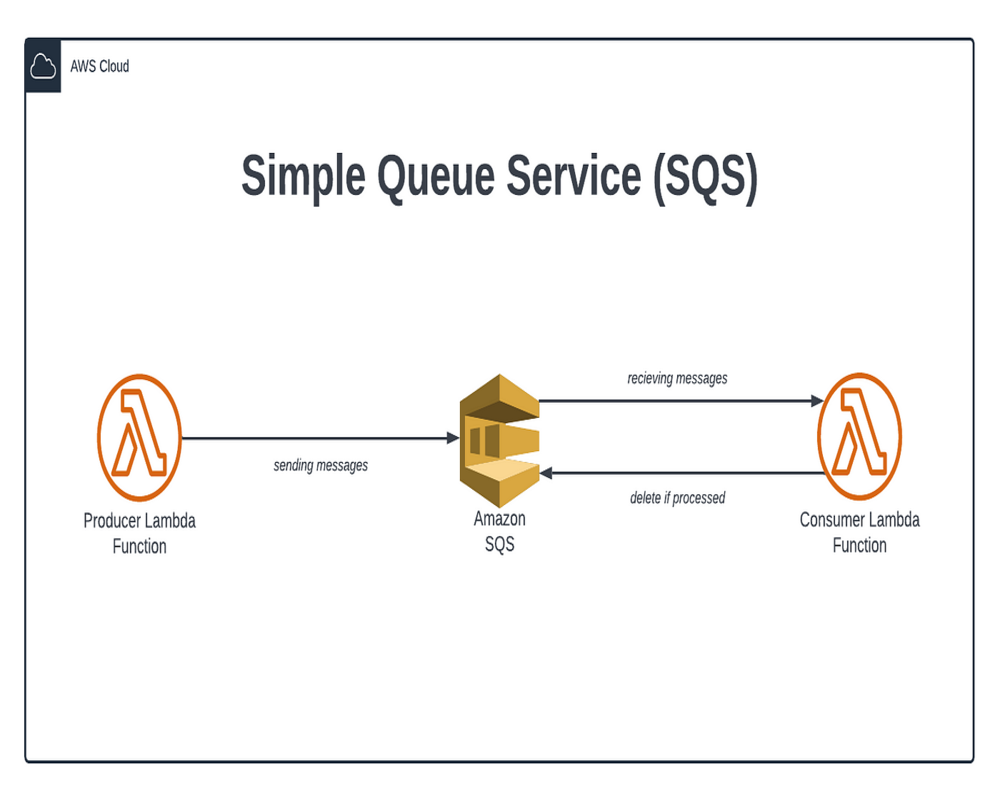 AWS Cloud
Simple Queue Service (SQS)
recieving messages
sending messages
delete if processed
Producer Lambda
Function
Amazon
SQS
Consumer Lambda
Function